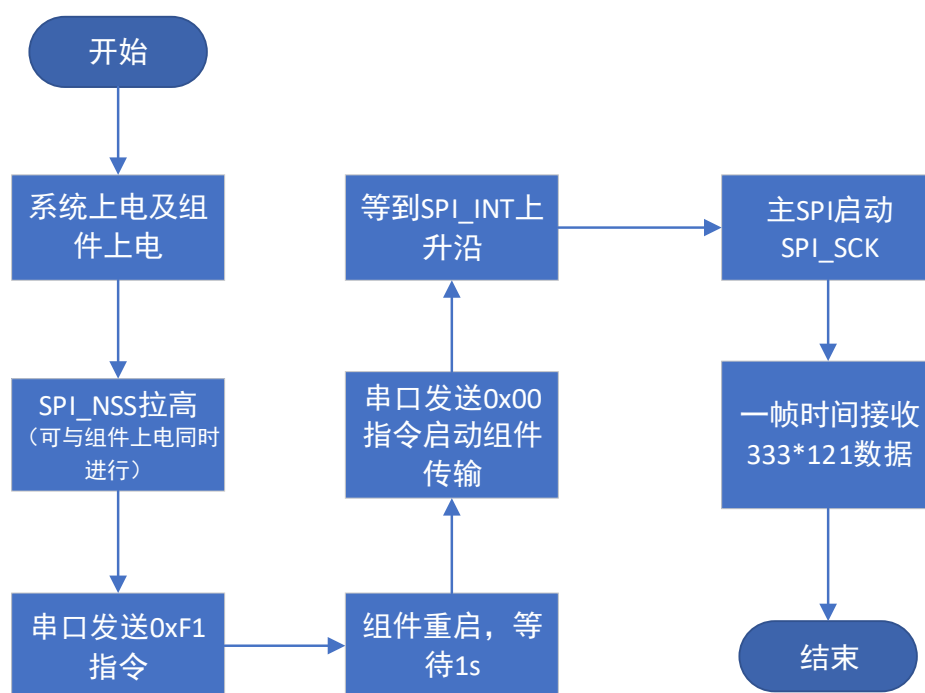 开始
系统上电及组
件上电
SPI_NSS拉高
（可与组件上电同时
进行）
串口发送0xF1
指令
组件重启，等
待1s
串口发送0x00
指令启动组件
传输
等到SPI_INT上
升沿
主SPI启动
SPI_SCK
一帧时间接收
333*121数据
结束